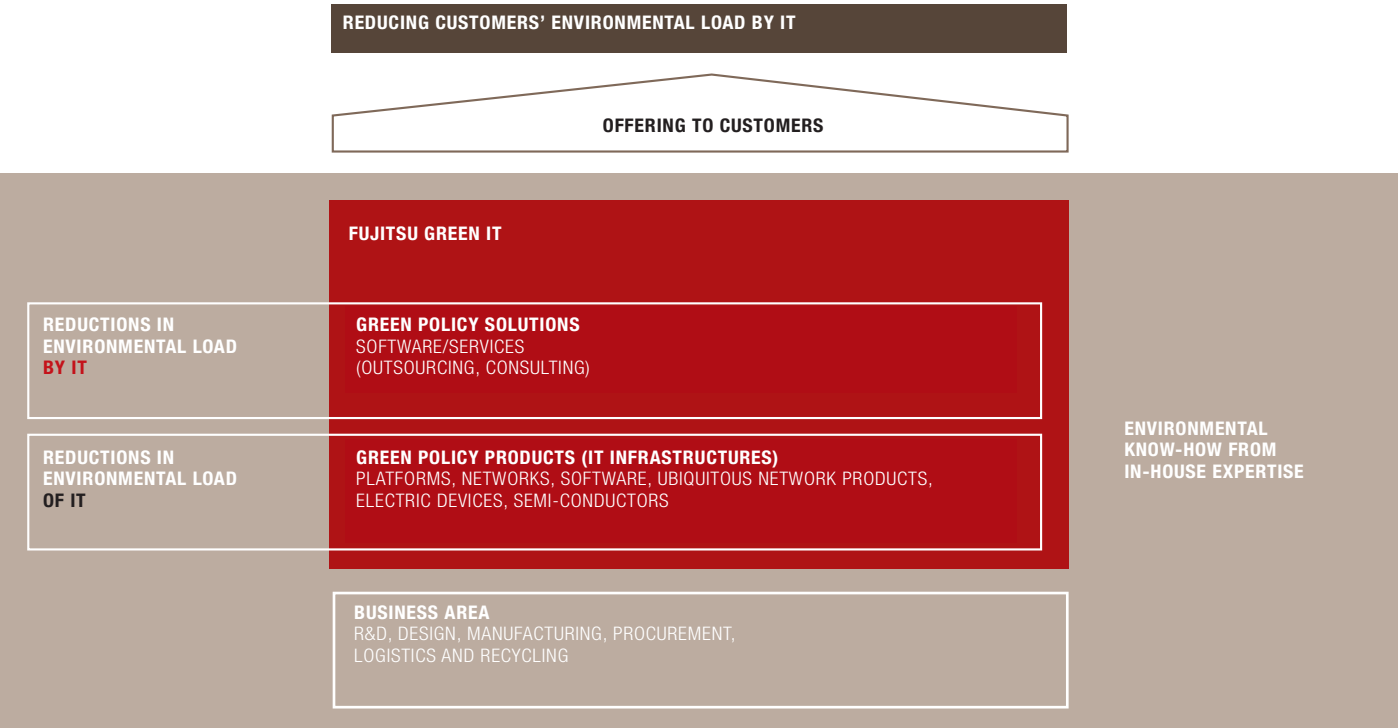 REDUCING CUSTOMERS’ ENVIRONMENTAL LOAD BY IT
OFFERING TO CUSTOMERS
FUJITSU GREEN IT
REDUCTIONS IN
ENVIRONMENTAL LOAD
BY IT
GREEN POLICY SOLUTIONS
SOFTWARE/SERVICES
(OUTSOURCING, CONSULTING)
REDUCTIONS IN
ENVIRONMENTAL LOAD
OF IT
GREEN POLICY PRODUCTS (IT INFRASTRUCTURES)
PLATFORMS, NETWORKS, SOFTWARE, UBIQUITOUS NETWORK PRODUCTS,
ELECTRIC DEVICES, SEMI-CONDUCTORS
ENVIRONMENTAL
KNOW-HOW FROM
IN-HOUSE EXPERTISE
BUSINESS AREA
R&D, DESIGN, MANUFACTURING, PROCUREMENT,
LOGISTICS AND RECYCLING